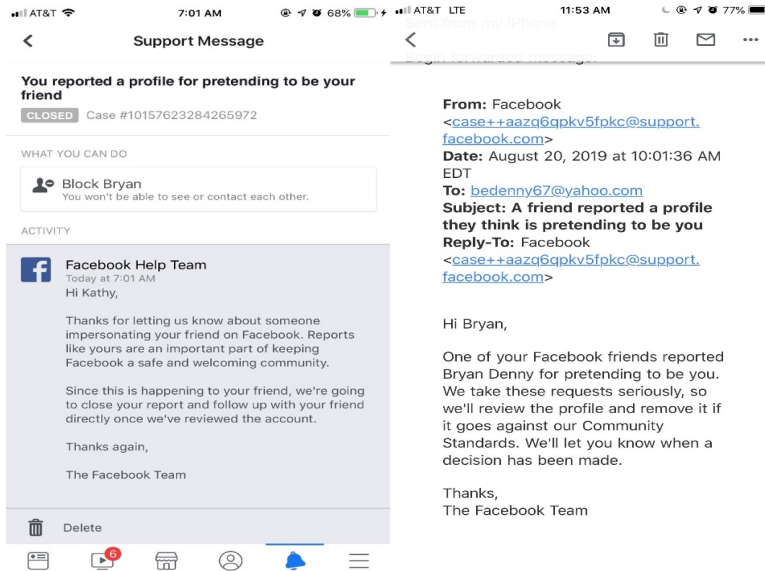 AT&T
7:01 AM
68%
Support Message
You reported a profile for pretending to be your
friend
CLOSED Case #10157623284265972
WHAT YOU CAN DO
Block Bryan
You won't be able to see or contact each other.
ACTIVITY
Facebook Help Team
Today at 7:01 AM
Hi Kathy,
Thanks for letting us know about someone
impersonating your friend on Facebook. Reports
like yours are an important part of keeping
Facebook a safe and welcoming community.
Since this is happening to your friend, we're going
to close your report and follow up with your friend
directly once we've reviewed the account.
Thanks again,
The Facebook Team
Delete
6
AT&T LTE
11:53 AM
77%
Sent from my iPhone
Begin forwarded message:
From: Facebook
<case++aazq6qpkv5fpkc@support.
facebook.com>
Date: August 20, 2019 at 10:01:36 AM
EDT
To: bedenny67@yahoo.com
Subject: A friend reported a profile
they think is pretending to be you
Reply-To: Facebook
<case++aazq6qpkv5fpkc@support.
facebook.com>
Hi Bryan,
One of your Facebook friends reported
Bryan Denny for pretending to be you.
We take these requests seriously, so
we'll review the profile and remove it if
it goes against our Community
Standards. We'll let you know when a
decision has been made.
Thanks,
The Facebook Team